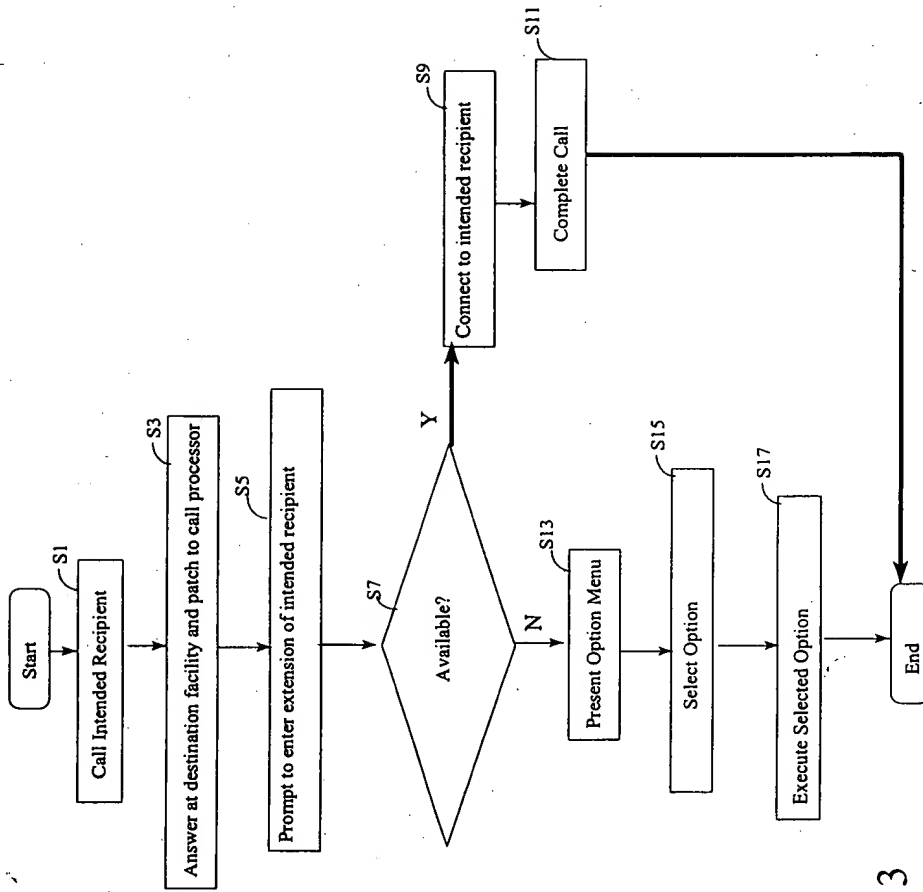 Start
S1
Call Intended Recipient
S3
Answer at destination facility and patch to call processor
S5
Prompt to enter extension of intended recipient
S7
Available?
Y
N
S9
Connect to intended recipient
S11
Complete Call
S13
Present Option Menu
S15
Select Option
S17
Execute Selected Option
End
3